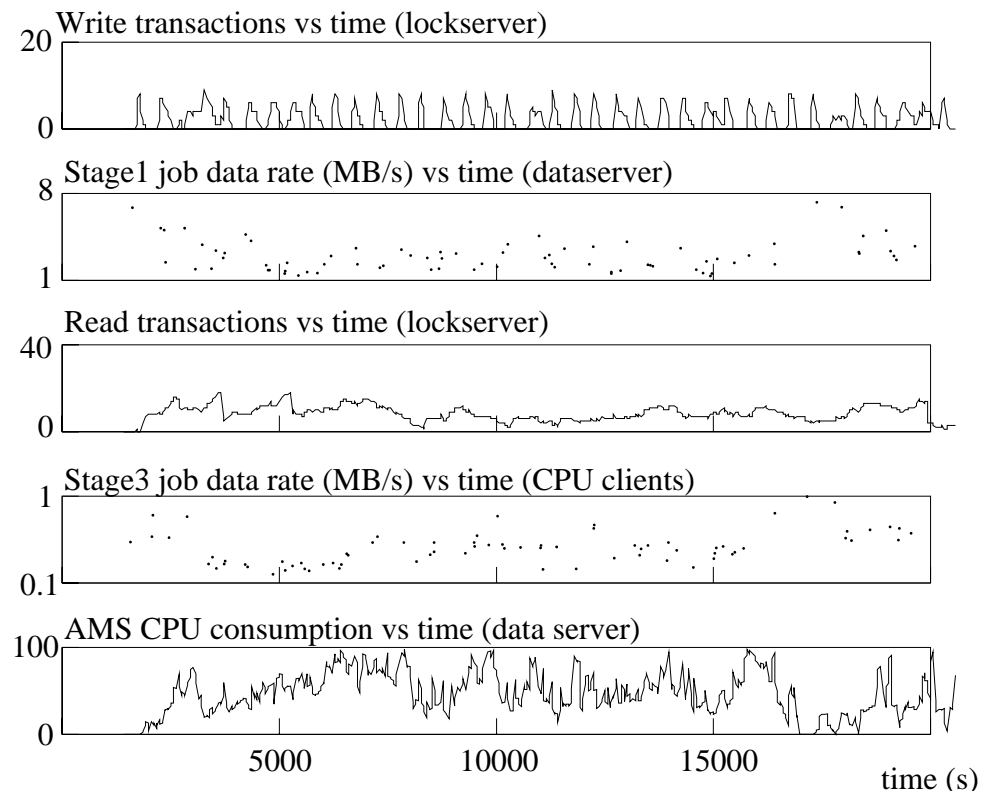 Write transactions vs time (lockserver)
20
0
Stage1 job data rate (MB/s) vs time (dataserver)
8
1
Read transactions vs time (lockserver)
40
0
Stage3 job data rate (MB/s) vs time (CPU clients)
1
0.1
AMS CPU consumption vs time (data server)
100
0
5000 10000 15000
time (s)